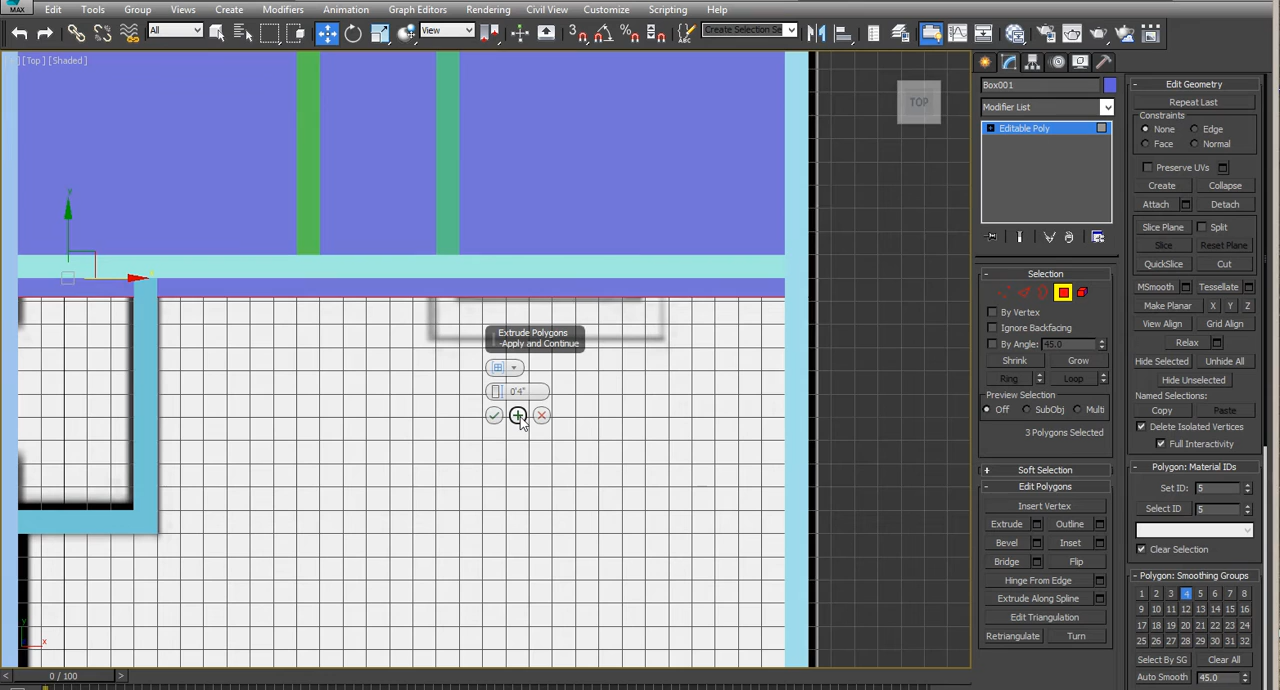 MAX
Edit Tools Group Views Create Modifiers Animation Graph Editors Rendering Civil View Customize Scripting Help
All
View
Create Selection Se
[Top] [Shaded]
TOP
y
Extrude Polygons
-Apply and Continue
0'4"
x
0 / 100
Box001
Modifier List
Editable Poly
Selection
By Vertex
Ignore Backfacing
By Angle: 45.0
Shrink Grow
Ring Loop
Preview Selection
Off SubObj Multi
3 Polygons Selected
Soft Selection
Edit Polygons
Insert Vertex
Extrude Outline
Bevel Inset
Bridge Flip
Hinge From Edge
Extrude Along Spline
Edit Triangulation
Retriangulate Turn
Edit Geometry
Repeat Last
Constraints
None Edge
Face Normal
Preserve UVs
Create Collapse
Attach Detach
Slice Plane Split
Slice Reset Plane
QuickSlice Cut
MSmooth Tessellate
Make Planar X Y Z
View Align Grid Align
Relax
Hide Selected Unhide All
Hide Unselected
Named Selections:
Copy Paste
Delete Isolated Vertices
Full Interactivity
Polygon: Material IDs
Set ID: 5
Select ID 5
Clear Selection
Polygon: Smoothing Groups
1 2 3 4 5 6 7 8
9 10 11 12 13 14 15 16
17 18 19 20 21 22 23 24
25 26 27 28 29 30 31 32
Select By SG Clear All
Auto Smooth 45.0